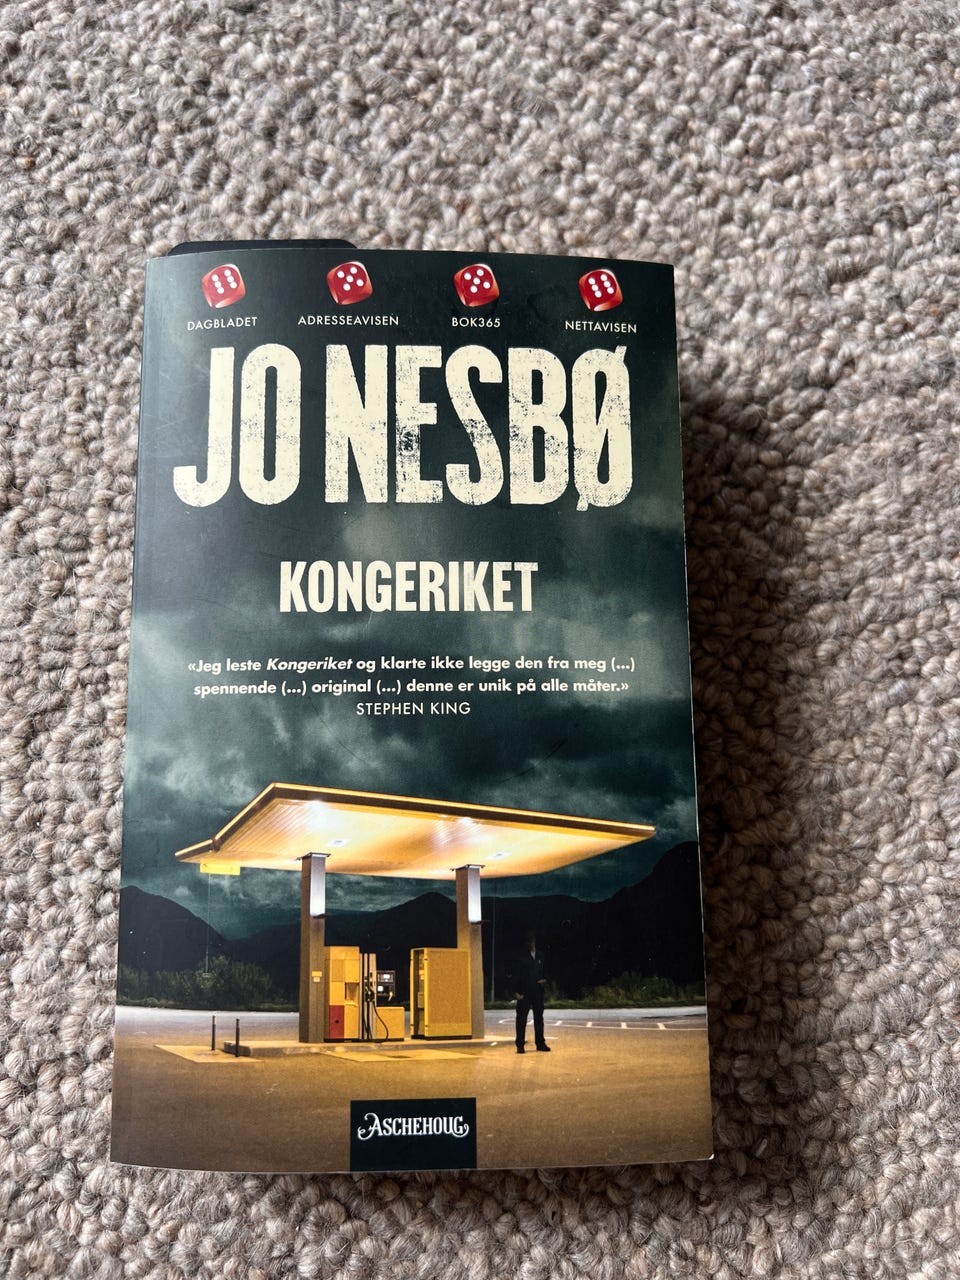 DAGBLADET
ADRESSEAVISEN
BOK365
NETTAVISEN
JO NESBØ
KONGERIKET
«Jeg leste Kongeriket og klarte ikke legge den fra meg (...)
spennende (...) original (...) denne er unik på alle måter.»
STEPHEN KING
ASCHEHOUG